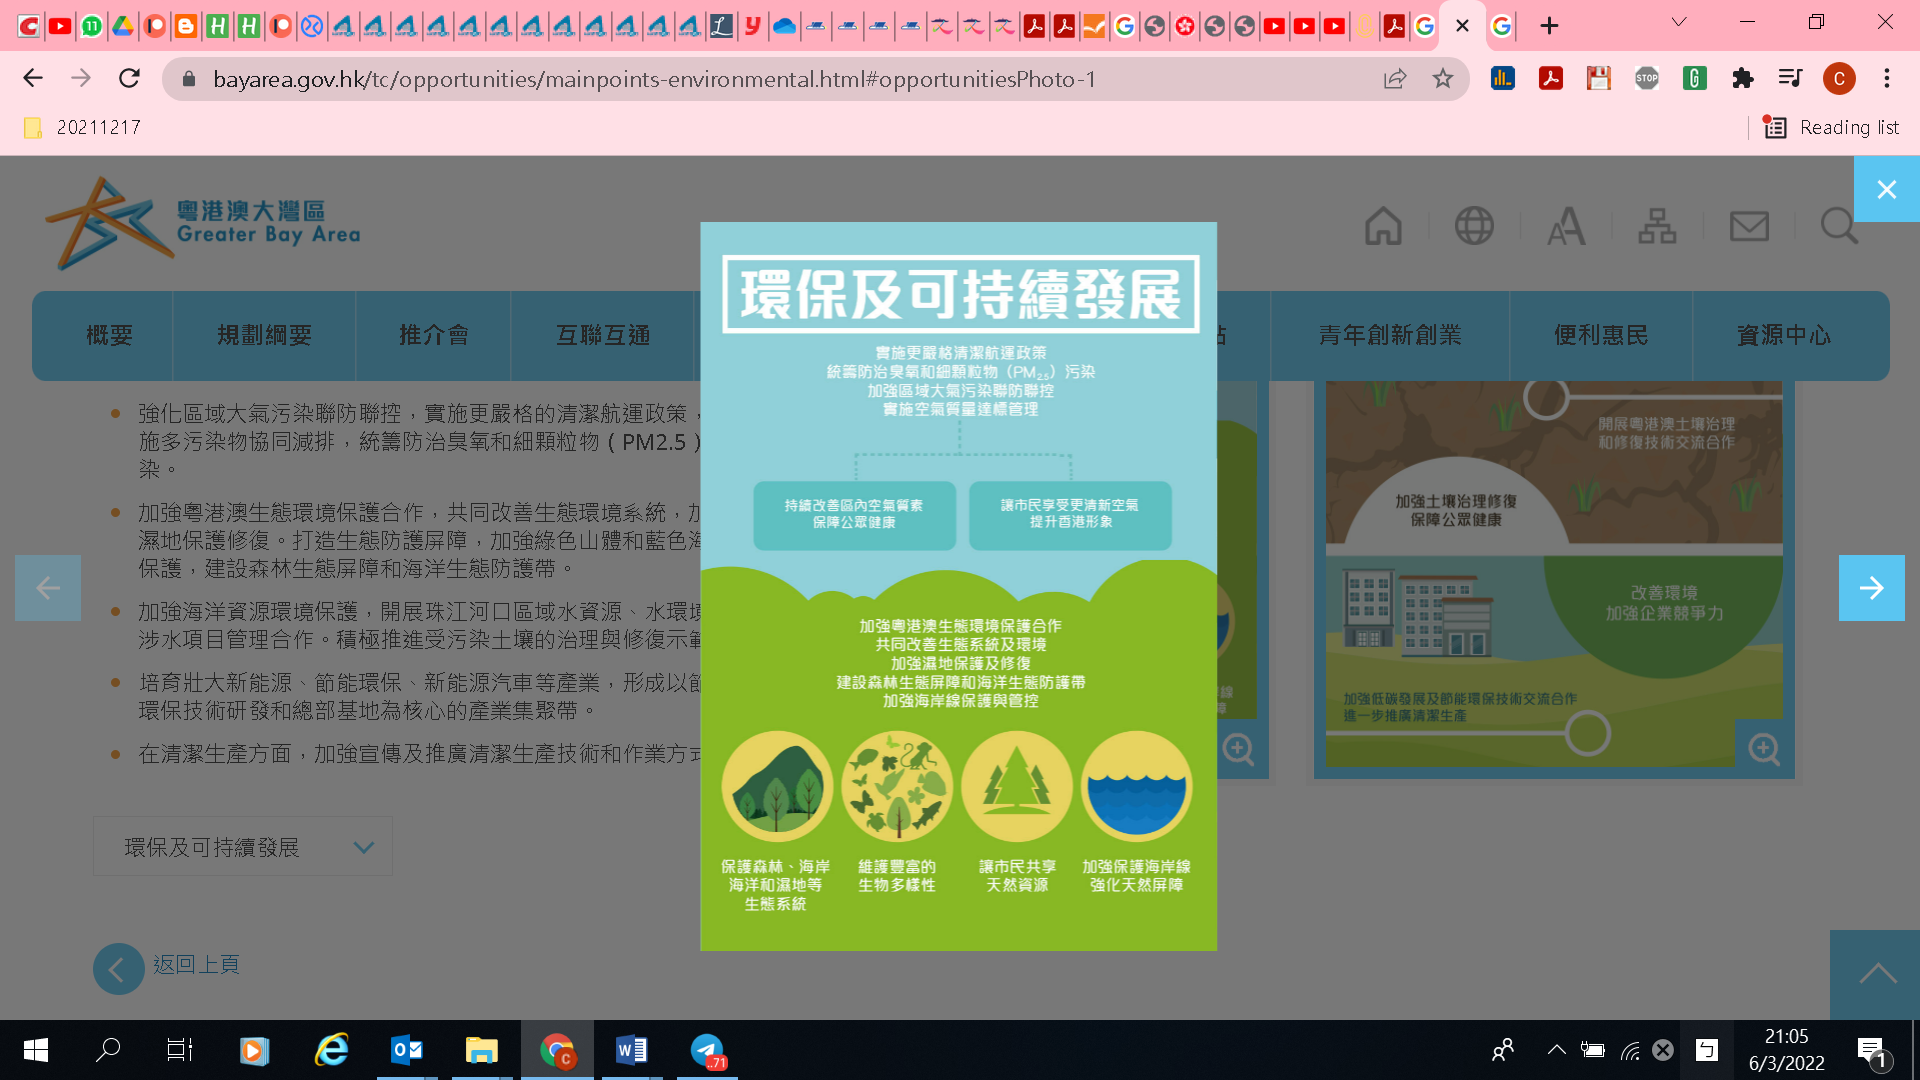 11
bayarea.gov.hk/tc/opportunities/mainpoints-environmental.html#opportunitiesPhoto-1
STOP
C
20211217
Reading list
粵港澳大灣區
Greater Bay Area
概要
規劃綱要
推介會
互聯互通
青年創新創業
便利惠民
資源中心
強化區域大氣污染聯防聯控，實施更嚴格的清潔航運政策，
施多污染物協同減排，統籌防治臭氧和細顆粒物（PM2.5）
染。
加強粵港澳生態環境保護合作，共同改善生態環境系統，加
濕地保護修復。打造生態防護屏障，加強綠色山體和藍色海
保護，建設森林生態屏障和海洋生態防護帶。
加強海洋資源環境保護，開展珠江河口區域水資源、水環境
涉水項目管理合作。積極推進受污染土壤的治理與修復示範
培育壯大新能源、節能環保、新能源汽車等產業，形成以節
環保技術研發和總部基地為核心的產業集聚帶。
在清潔生產方面，加強宣傳及推廣清潔生產技術和作業方式
環保及可持續發展
返回上頁
環保及可持續發展
實施更嚴格清潔航運政策
統籌防治臭氧和細顆粒物（PM2.5）污染
加強區域大氣污染聯防聯控
實施空氣質量達標管理
持續改善區內空氣質素
保障公眾健康
讓市民享受更清新空氣
提升香港形象
加強粵港澳生態環境保護合作
共同改善生態系統及環境
加強濕地保護及修復
建設森林生態屏障和海洋生態防護帶
加強海岸線保護與管控
保護森林、海岸
海洋和濕地等
生態系統
維護豐富的
生物多樣性
讓市民共享
天然資源
加強保護海岸線
強化天然屏障
開展粵港澳土壤治理
和修復技術交流合作
加強土壤治理修復
保障公眾健康
改善環境
加強企業競爭力
加強低碳發展及節能環保技術交流合作
進一步推廣清潔生產
21:05
6/3/2022
1